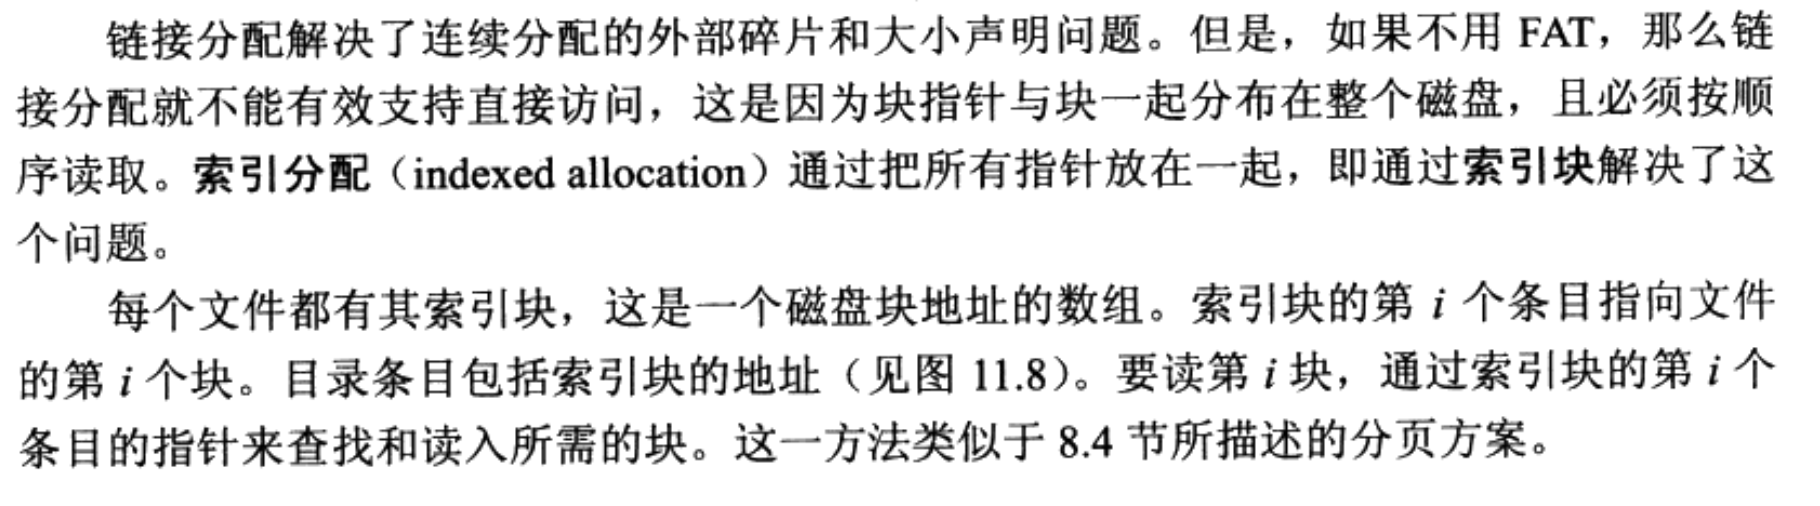 链接分配解决了连续分配的外部碎片和大小声明问题。但是，如果不用 FAT，那么链
接分配就不能有效支持直接访问，这是因为块指针与块一起分布在整个磁盘，且必须按顺
序读取。索引分配（indexed allocation）通过把所有指针放在一起，即通过索引块解决了这
个问题。
每个文件都有其索引块，这是一个磁盘块地址的数组。索引块的第 i 个条目指向文件
的第 i 个块。目录条目包括索引块的地址（见图 11.8）。要读第 i 块，通过索引块的第 i 个
条目的指针来查找和读入所需的块。这一方法类似于 8.4 节所描述的分页方案。